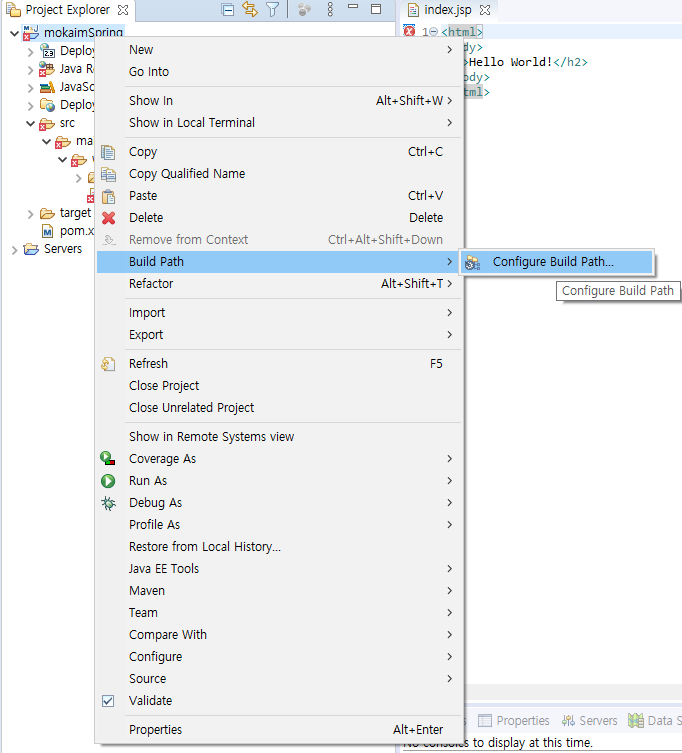 Project Explorer
index.jsp
mokaimSpring
1
<html>
Deploy
dy>
Java Re
>Hello World!</h2>
JavaSc
ody>
Deploy
tml>
src
ma
target
pom.x
Servers
New
Go Into
Show In Alt+Shift+W
Show in Local Terminal
Copy Ctrl+C
Copy Qualified Name
Paste Ctrl+V
Delete Delete
Remove from Context Ctrl+Alt+Shift+Down
Build Path
Configure Build Path...
Refactor Alt+Shift+T
Configure Build Path
Import
Export
Refresh F5
Close Project
Close Unrelated Project
Show in Remote Systems view
Coverage As
Run As
Debug As
Profile As
Restore from Local History...
Java EE Tools
Maven
Team
Compare With
Configure
Source
Validate
Properties Alt+Enter
Properties
Servers
Data S
No consoles to display at this time.